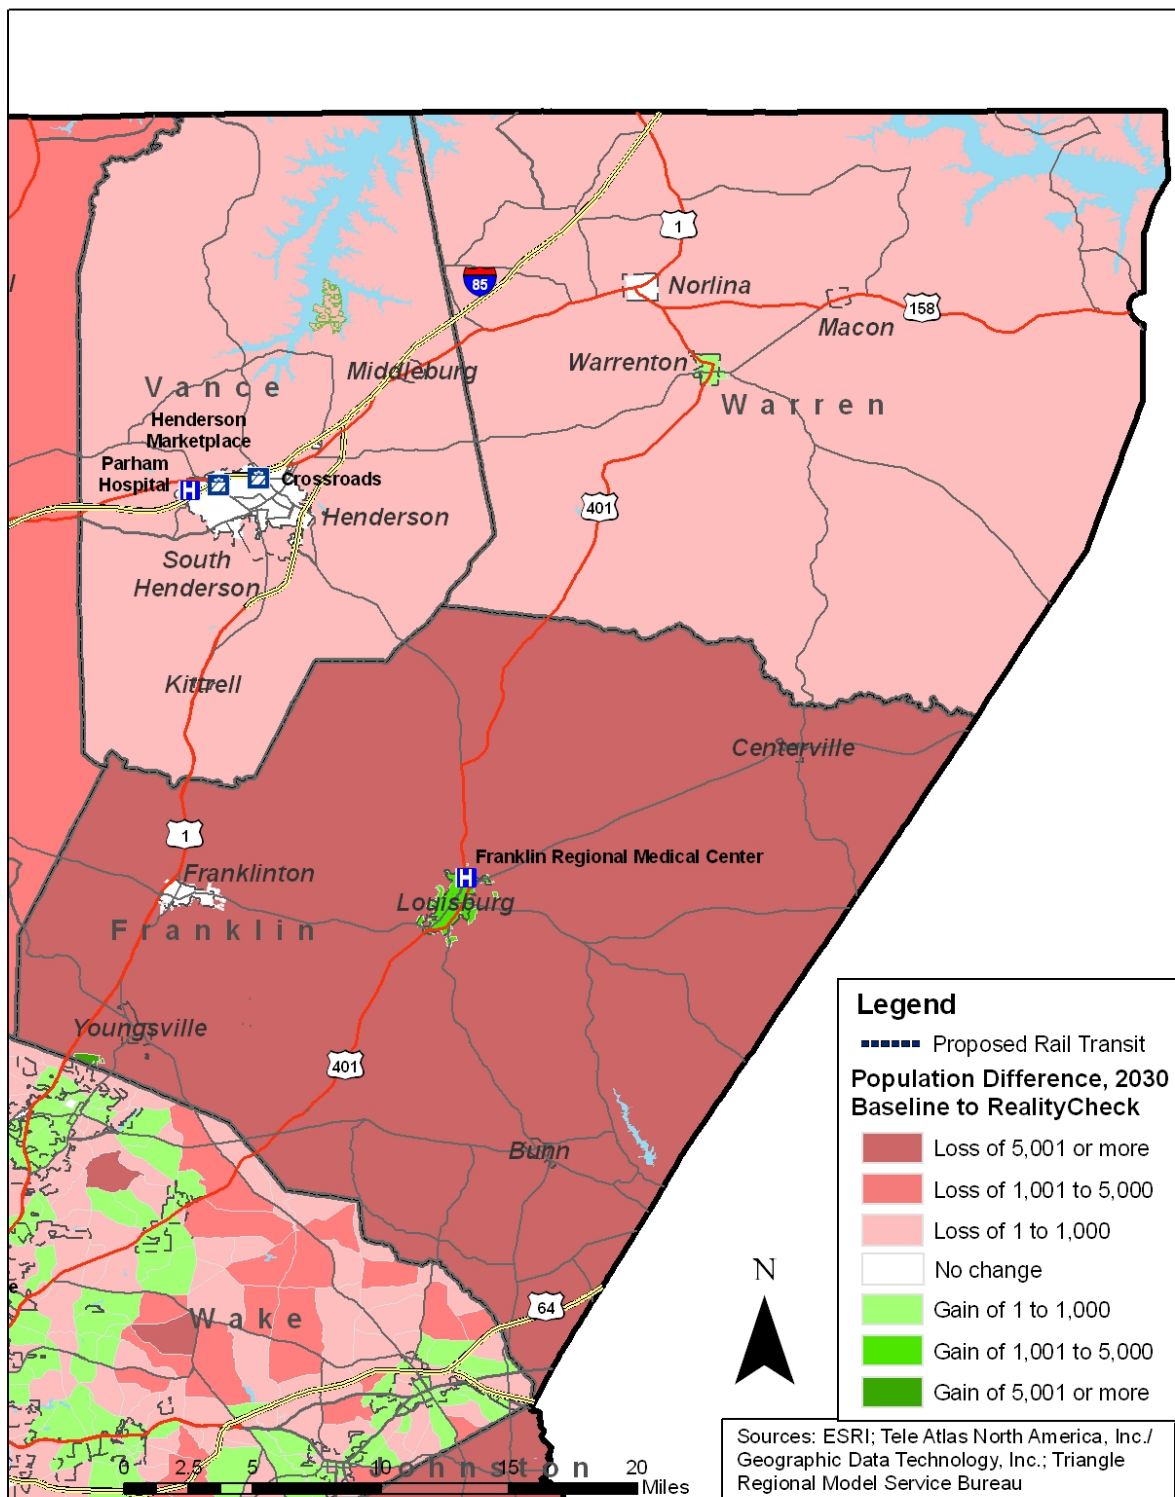 1
85
Norlina
158
Macon
l
Middleburg
Warrenton
Vance
Warren
Henderson
Marketplace
Parham
Hospital
H
Crossroads
401
Henderson
South
Henderson
Kittrell
Centerville
1
Franklin Regional Medical Center
H
Franklinton
Louisburg
Franklin
Youngsville
401
Bunn
e
64
Wake
Johnston
N
0 2.5 5 10 15 20
Miles
Legend
Proposed Rail Transit
Population Difference, 2030
Baseline to RealityCheck
Loss of 5,001 or more
Loss of 1,001 to 5,000
Loss of 1 to 1,000
No change
Gain of 1 to 1,000
Gain of 1,001 to 5,000
Gain of 5,001 or more
Sources: ESRI; Tele Atlas North America, Inc./
Geographic Data Technology, Inc.; Triangle
Regional Model Service Bureau